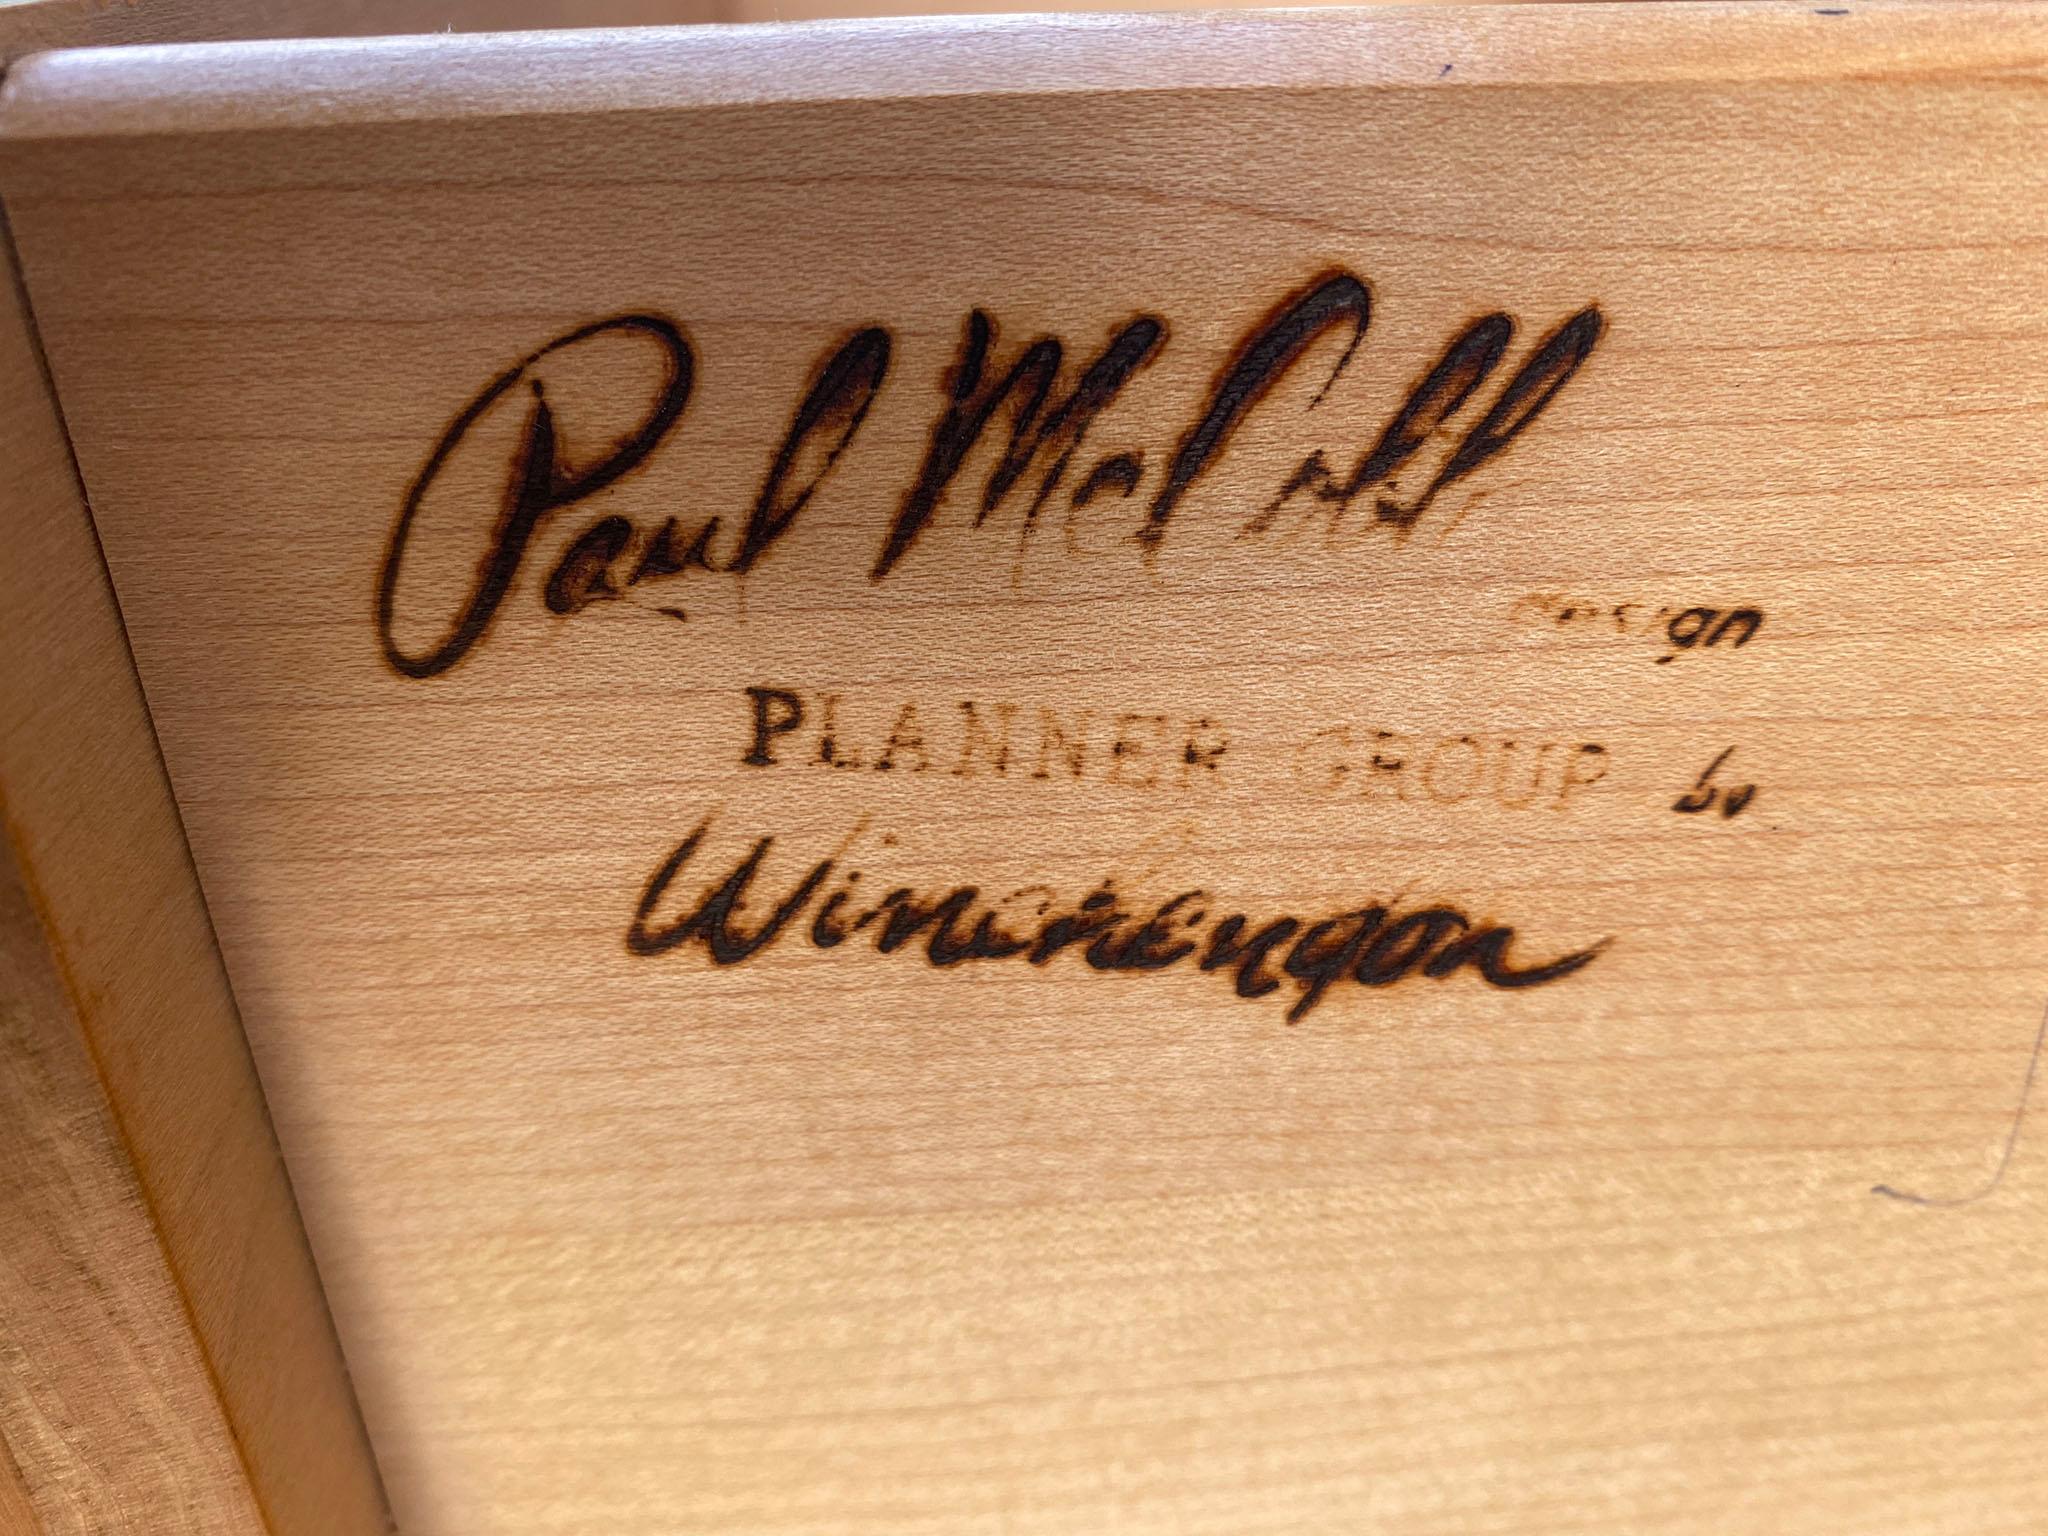 Paul McCobb
design
PLANNER GROUP by
Winchendon